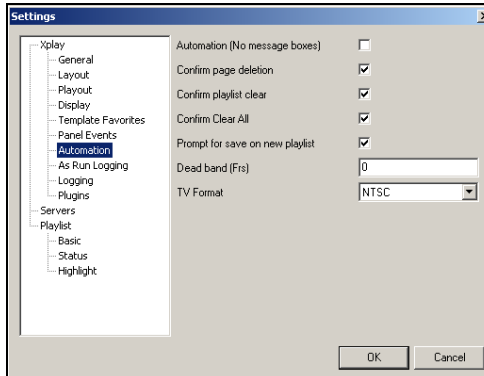 Settings
Xplay
General
Layout
Playout
Display
Template Favorites
Panel Events
Automation
As Run Logging
Logging
Plugins
Servers
Playlist
Basic
Status
Highlight
Automation (No message boxes)
Confirm page deletion
Confirm playlist clear
Confirm Clear All
Prompt for save on new playlist
Dead band (Frs) 0
TV Format NTSC
OK Cancel